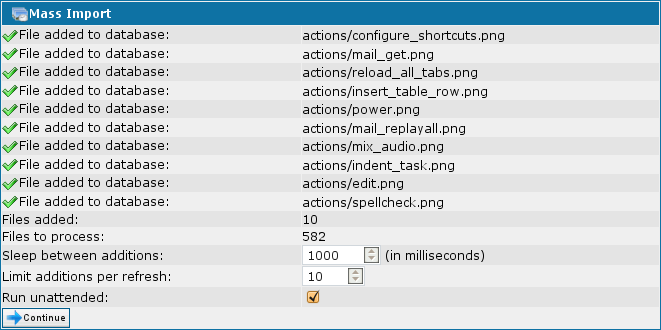 Mass Import
File added to database: actions/configure_shortcuts.png
File added to database: actions/mail_get.png
File added to database: actions/reload_all_tabs.png
File added to database: actions/insert_table_row.png
File added to database: actions/power.png
File added to database: actions/mail_replayall.png
File added to database: actions/mix_audio.png
File added to database: actions/indent_task.png
File added to database: actions/edit.png
File added to database: actions/spellcheck.png
Files added: 10
Files to process: 582
Sleep between additions: 1000 (in milliseconds)
Limit additions per refresh: 10
Run unattended:
Continue